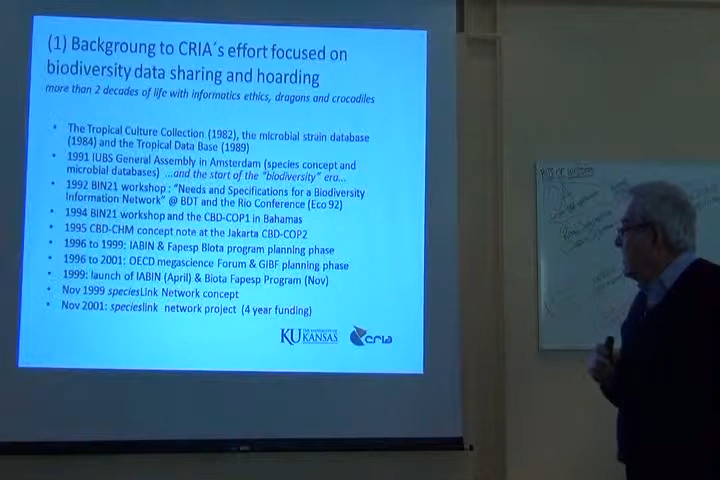 (1) Backgroung to CRIA´s effort focused on
biodiversity data sharing and hoarding
more than 2 decades of life with informatics ethics, dragons and crocodiles
• The Tropical Culture Collection (1982), the microbial strain database
(1984) and the Tropical Data Base (1989)
• 1991 IUBS General Assembly in Amsterdam (species concept and
microbial databases) ...and the start of the "biodiversity" era...
• 1992 BIN21 workshop : "Needs and Specifications for a Biodiversity
Information Network" @ BDT and the Rio Conference (Eco 92)
• 1994 BIN21 workshop and the CBD-COP1 in Bahamas
• 1995 CBD-CHM concept note at the Jakarta CBD-COP2
• 1996 to 1999: IABIN & Fapesp Biota program planning phase
• 1996 to 2001: OECD megascience Forum & GIBF planning phase
• 1999: launch of IABIN (April) & Biota Fapesp Program (Nov)
• Nov 1999 speciesLink Network concept
• Nov 2001: specieslink network project (4 year funding)
KU THE UNIVERSITY OF KANSAS
cria